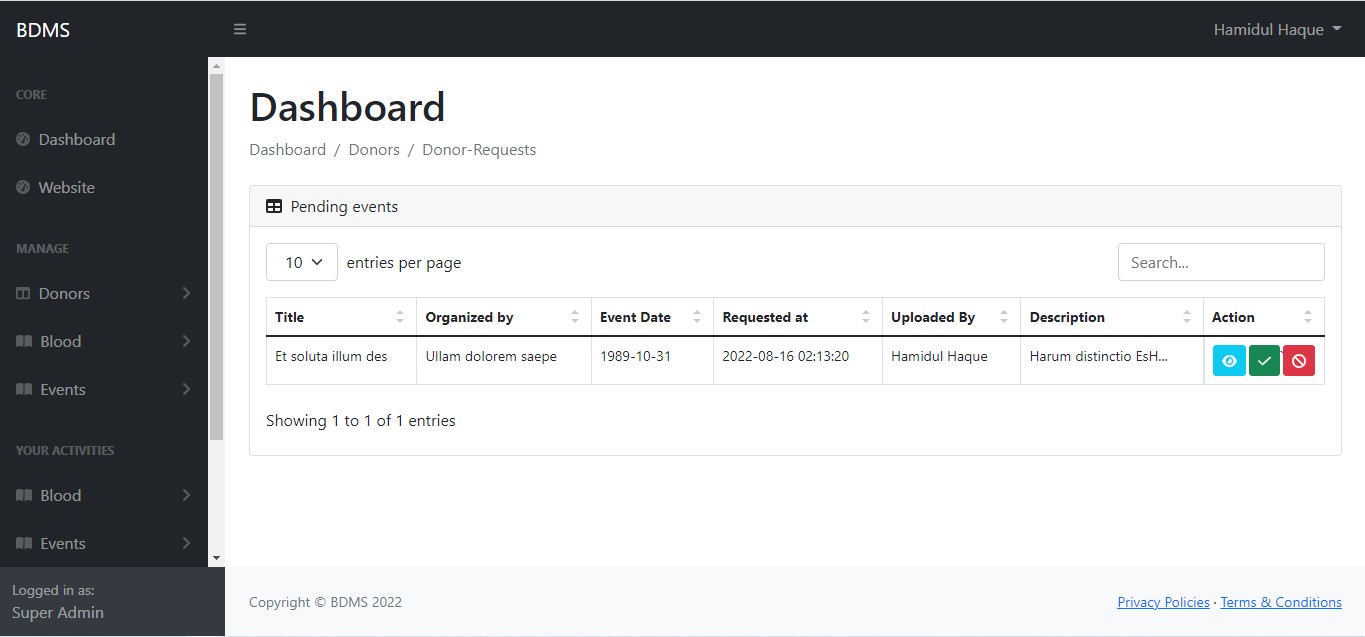 BDMS
Hamidul Haque
CORE
Dashboard
Website
MANAGE
Donors
Blood
Events
YOUR ACTIVITIES
Blood
Events
Logged in as:
Super Admin
Dashboard
Dashboard / Donors / Donor-Requests
Pending events
10 entries per page
Search...
Title Organized by Event Date Requested at Uploaded By Description Action
Et soluta illum des Ullam dolorem saepe 1989-10-31 2022-08-16 02:13:20 Hamidul Haque Harum distinctio EsH...
Showing 1 to 1 of 1 entries
Copyright © BDMS 2022
Privacy Policies · Terms & Conditions